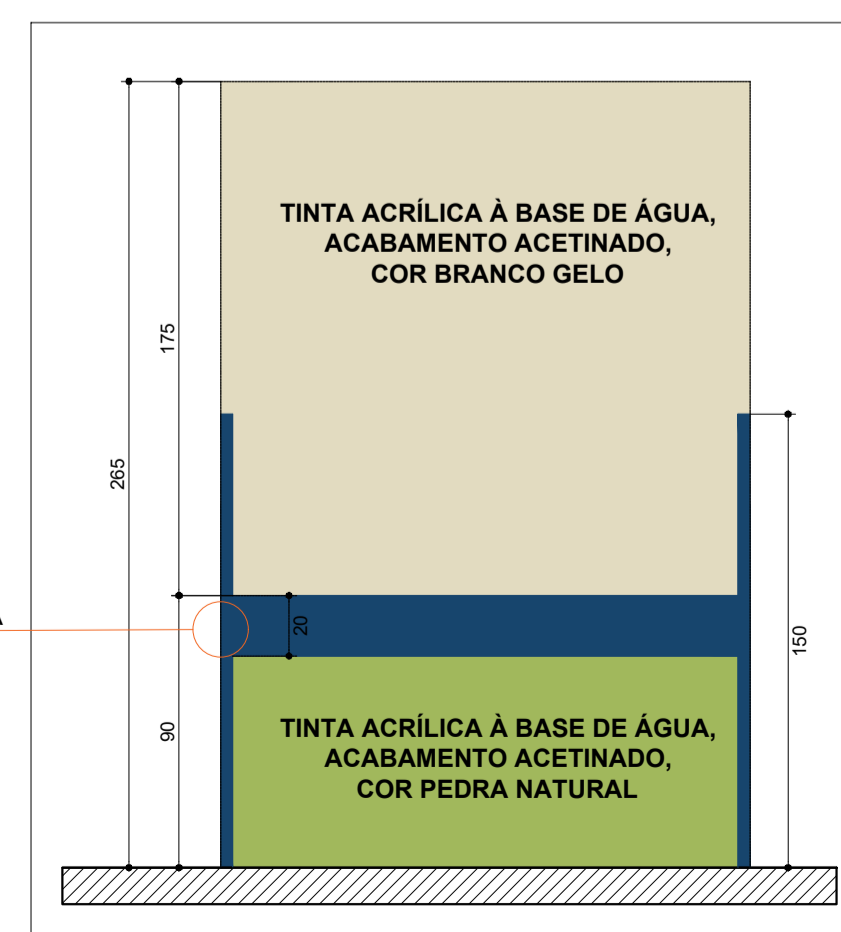 TINTA ACRÍLICA À BASE DE ÁGUA,
ACABAMENTO ACETINADO,
COR BRANCO GELO
175
265
20
150
A
90
TINTA ACRÍLICA À BASE DE ÁGUA,
ACABAMENTO ACETINADO,
COR PEDRA NATURAL